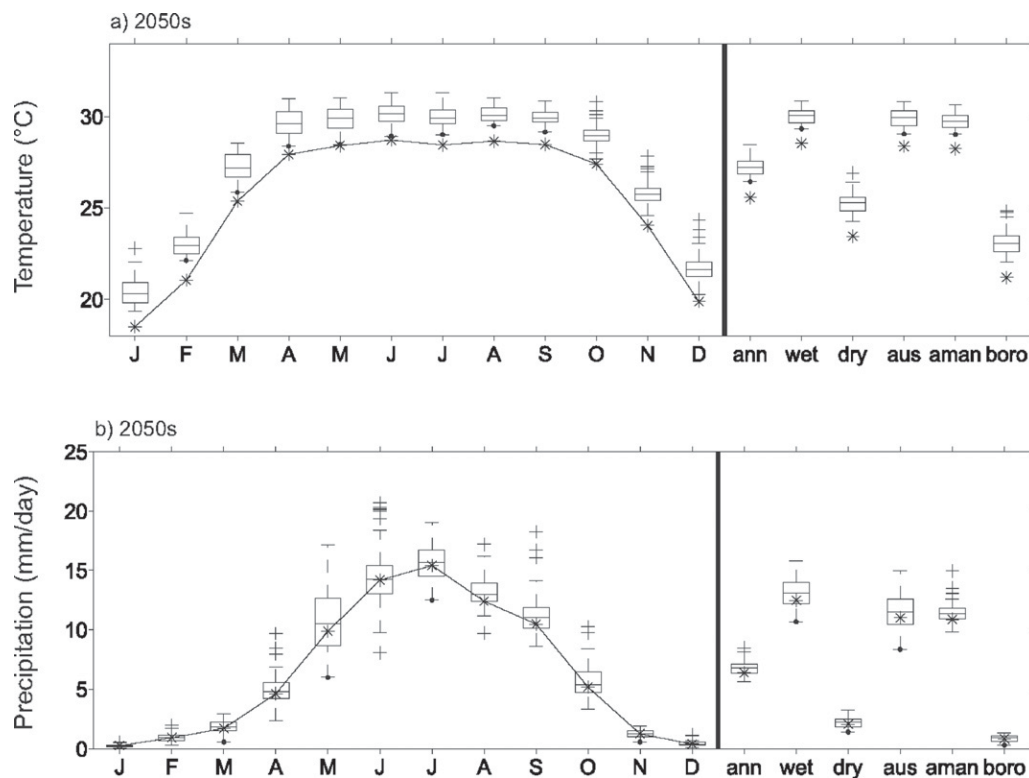 a) 2050s
Temperature (°C)
30
25
20
J F M A M J J A S O N D ann wet dry aus aman boro
b) 2050s
Precipitation (mm/day)
25
20
15
10
5
0
J F M A M J J A S O N D ann wet dry aus aman boro